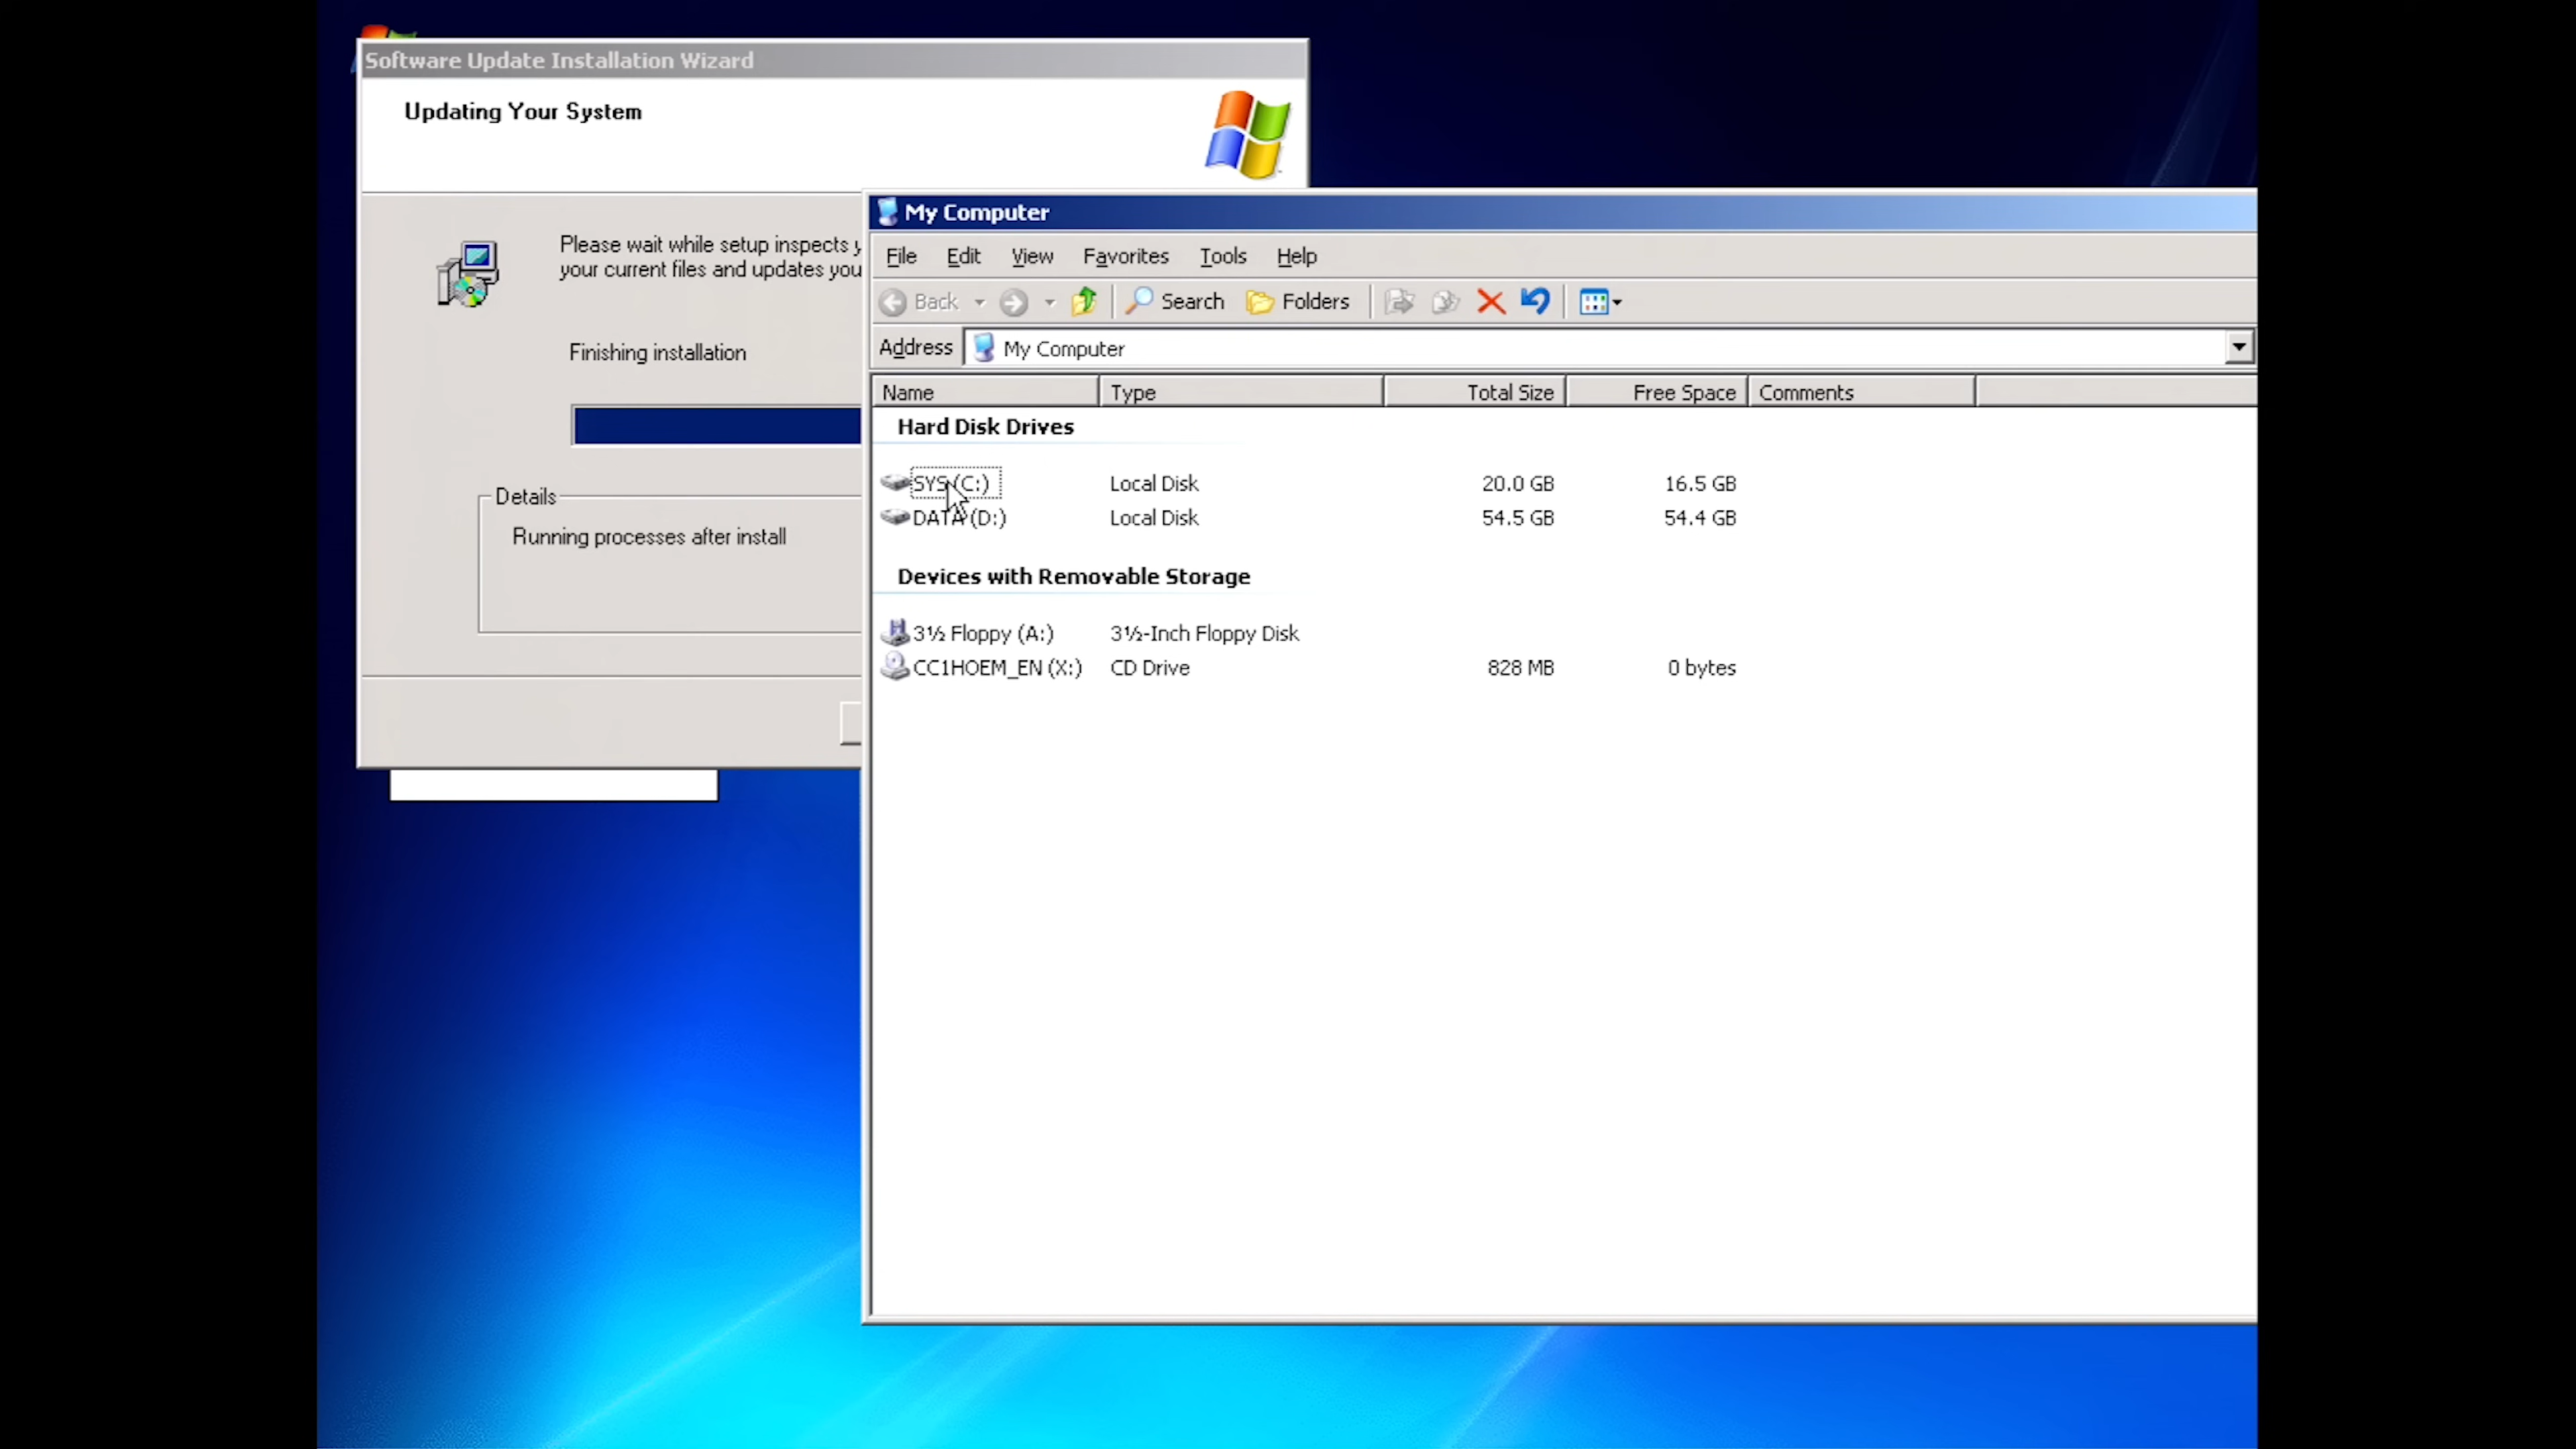 Software Update Installation Wizard
Updating Your System
Please wait while setup inspects
your current files and updates
Finishing installation
Details
Running processes after install
My Computer
File Edit View Favorites Tools Help
Back Search Folders
Address My Computer
Name Type Total Size Free Space Comments
Hard Disk Drives
SYS (C:) Local Disk 20.0 GB 16.5 GB
DATA (D:) Local Disk 54.5 GB 54.4 GB
Devices with Removable Storage
3½ Floppy (A:) 3½-Inch Floppy Disk
CC1HOEM_EN (X:) CD Drive 828 MB 0 bytes